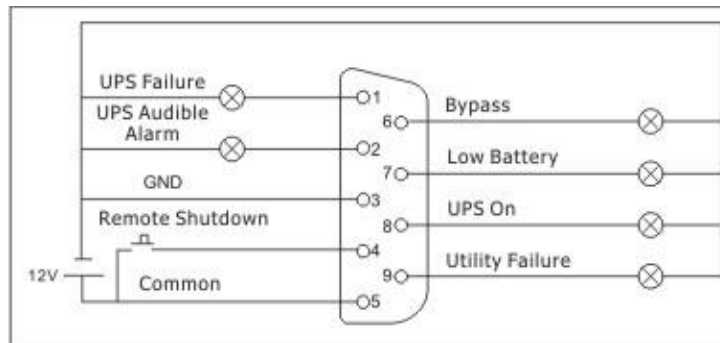 UPS Failure
1
UPS Audible
Alarm
2
GND
3
Remote Shutdown
4
12V
Common
5
6
Bypass
7
Low Battery
8
UPS On
9
Utility Failure